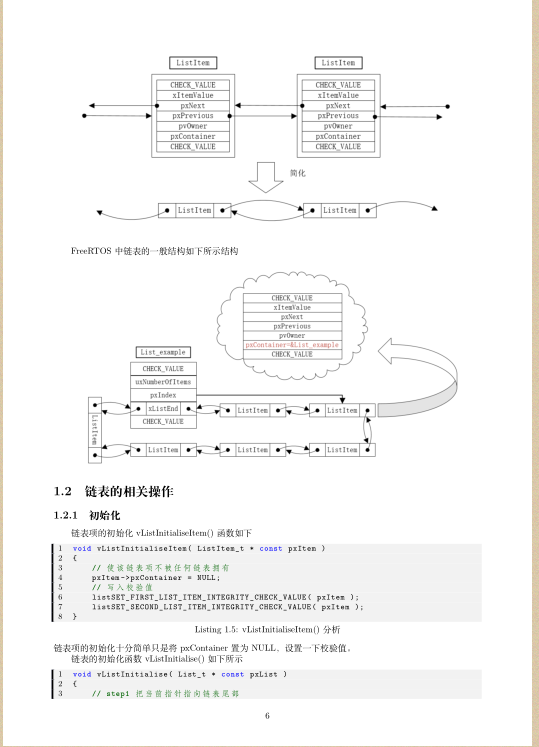 ListItem ListItem
CHECK_VALUE CHECK_VALUE
xItemValue xItemValue
pxNext pxNext
pxPrevious pxPrevious
pvOwner pvOwner
pxContainer pxContainer
CHECK_VALUE CHECK_VALUE
简化
ListItem ListItem
FreeRTOS 中链表的一般结构如下所示结构
CHECK_VALUE
xItemValue
pxNext
pxPrevious
pvOwner
pxContainer=&List_example
CHECK_VALUE
List_example
CHECK_VALUE
uxNumberOfItems
pxIndex
xListEnd ListItem ListItem
CHECK_VALUE
ListItem
ListItem ListItem ListItem
1.2 链表的相关操作
1.2.1 初始化
链表项的初始化 vListInitialiseItem() 函数如下
1 void vListInitialiseItem( ListItem_t * const pxItem )
2 {
3 // 使该链表项不被任何链表拥有
4 pxItem->pxContainer = NULL;
5 // 写入校验值
6 listSET_FIRST_LIST_ITEM_INTEGRITY_CHECK_VALUE( pxItem );
7 listSET_SECOND_LIST_ITEM_INTEGRITY_CHECK_VALUE( pxItem );
8 }
Listing 1.5: vListInitialiseItem() 分析
链表项的初始化十分简单只是将 pxContainer 置为 NULL，设置一下校验值。
链表的初始化函数 vListInitialise() 如下所示
1 void vListInitialise( List_t * const pxList )
2 {
3 // step1 把当前指针指向链表尾部
6